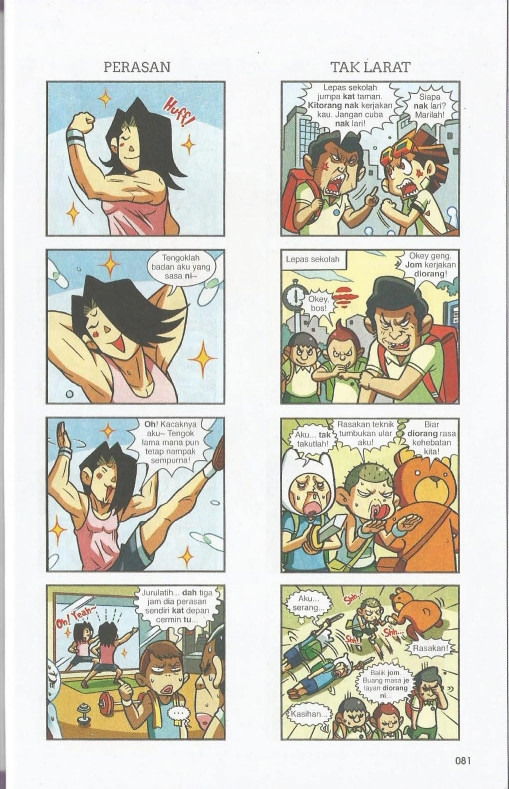 PERASAN
Huff!
Tengoklah
badan aku yang
sasa ni~
Oh! Kacaknya
aku~ Tengok
lama mana pun
tetap nampak
sempurna!
Oh! Yeah~
Jurulatih... dah tiga
jam dia perasan
sendiri kat depan
cermin tu...
...
TAK LARAT
Lepas sekolah
jumpa kat taman.
Kitorang nak kerjakan
kau. Jangan cuba
nak lari!
Siapa
nak lari?
Marilah!
Lepas sekolah
Okey,
bos!
Okey geng.
Jom kerjakan
diorang!
Aku... tak
takutlah!
Rasakan teknik
tumbukan ular
aku!
Biar
diorang rasa
kehebatan
kita!
Aku...
serang...
Shh...
Shh...
Shh...
Rasakan!
Balik jom.
Buang masa je
layan diorang
ni...
Kasihan...
081